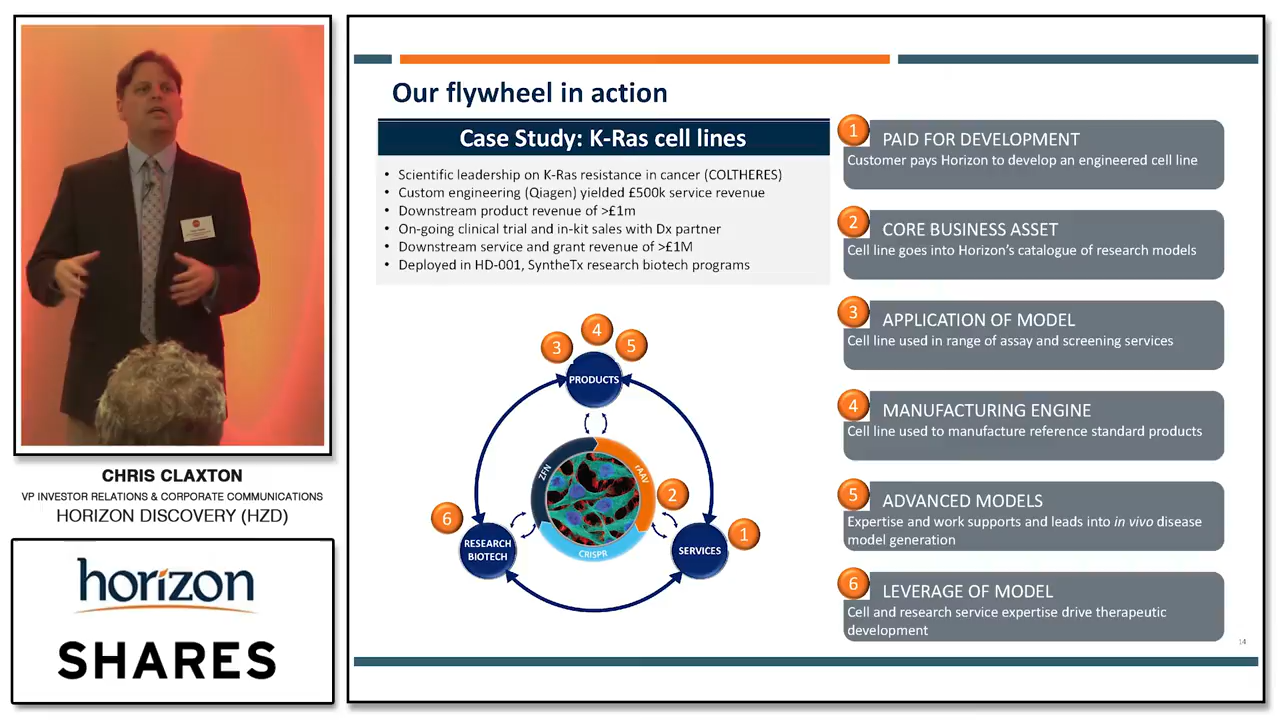 CHRIS CLAXTON
VP INVESTOR RELATIONS & CORPORATE COMMUNICATIONS
HORIZON DISCOVERY (HZD)
horizon
SHARES
Our flywheel in action
Case Study: K-Ras cell lines
• Scientific leadership on K-Ras resistance in cancer (COLTHERES)
• Custom engineering (Qiagen) yielded £500k service revenue
• Downstream product revenue of >£1m
• On-going clinical trial and in-kit sales with Dx partner
• Downstream service and grant revenue of >£1M
• Deployed in HD-001, SyntheTx research biotech programs
4
3
5
PRODUCTS
ZFN
rAAV
CRISPR
2
6
RESEARCH
BIOTECH
SERVICES
1
1
PAID FOR DEVELOPMENT
Customer pays Horizon to develop an engineered cell line
2
CORE BUSINESS ASSET
Cell line goes into Horizon's catalogue of research models
3
APPLICATION OF MODEL
Cell line used in range of assay and screening services
4
MANUFACTURING ENGINE
Cell line used to manufacture reference standard products
5
ADVANCED MODELS
Expertise and work supports and leads into in vivo disease
model generation
6
LEVERAGE OF MODEL
Cell and research service expertise drive therapeutic
development
14